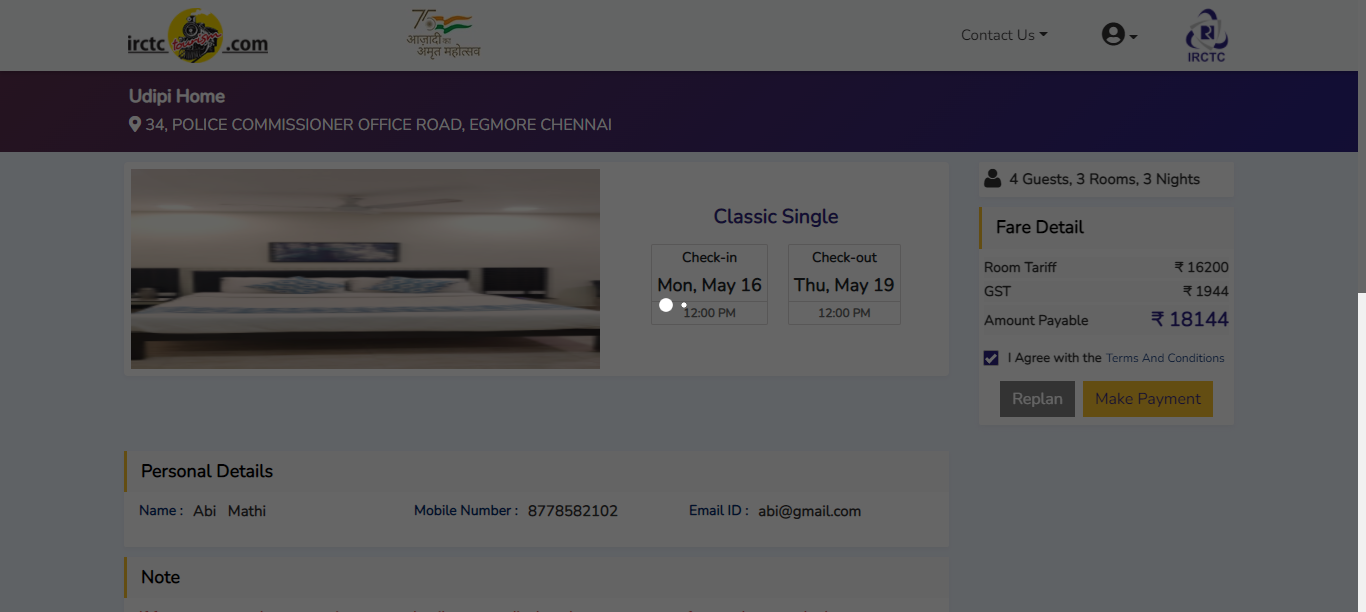 irctc tourism .com
75
आज़ादी का
अमृत महोत्सव
Contact Us
IRCTC
Udipi Home
34, POLICE COMMISSIONER OFFICE ROAD, EGMORE CHENNAI
Classic Single
Check-in
Mon, May 16
12:00 PM
Check-out
Thu, May 19
12:00 PM
4 Guests, 3 Rooms, 3 Nights
Fare Detail
Room Tariff ₹ 16200
GST ₹ 1944
Amount Payable ₹ 18144
I Agree with the Terms And Conditions
Replan Make Payment
Personal Details
Name : Abi Mathi Mobile Number : 8778582102 Email ID : abi@gmail.com
Note